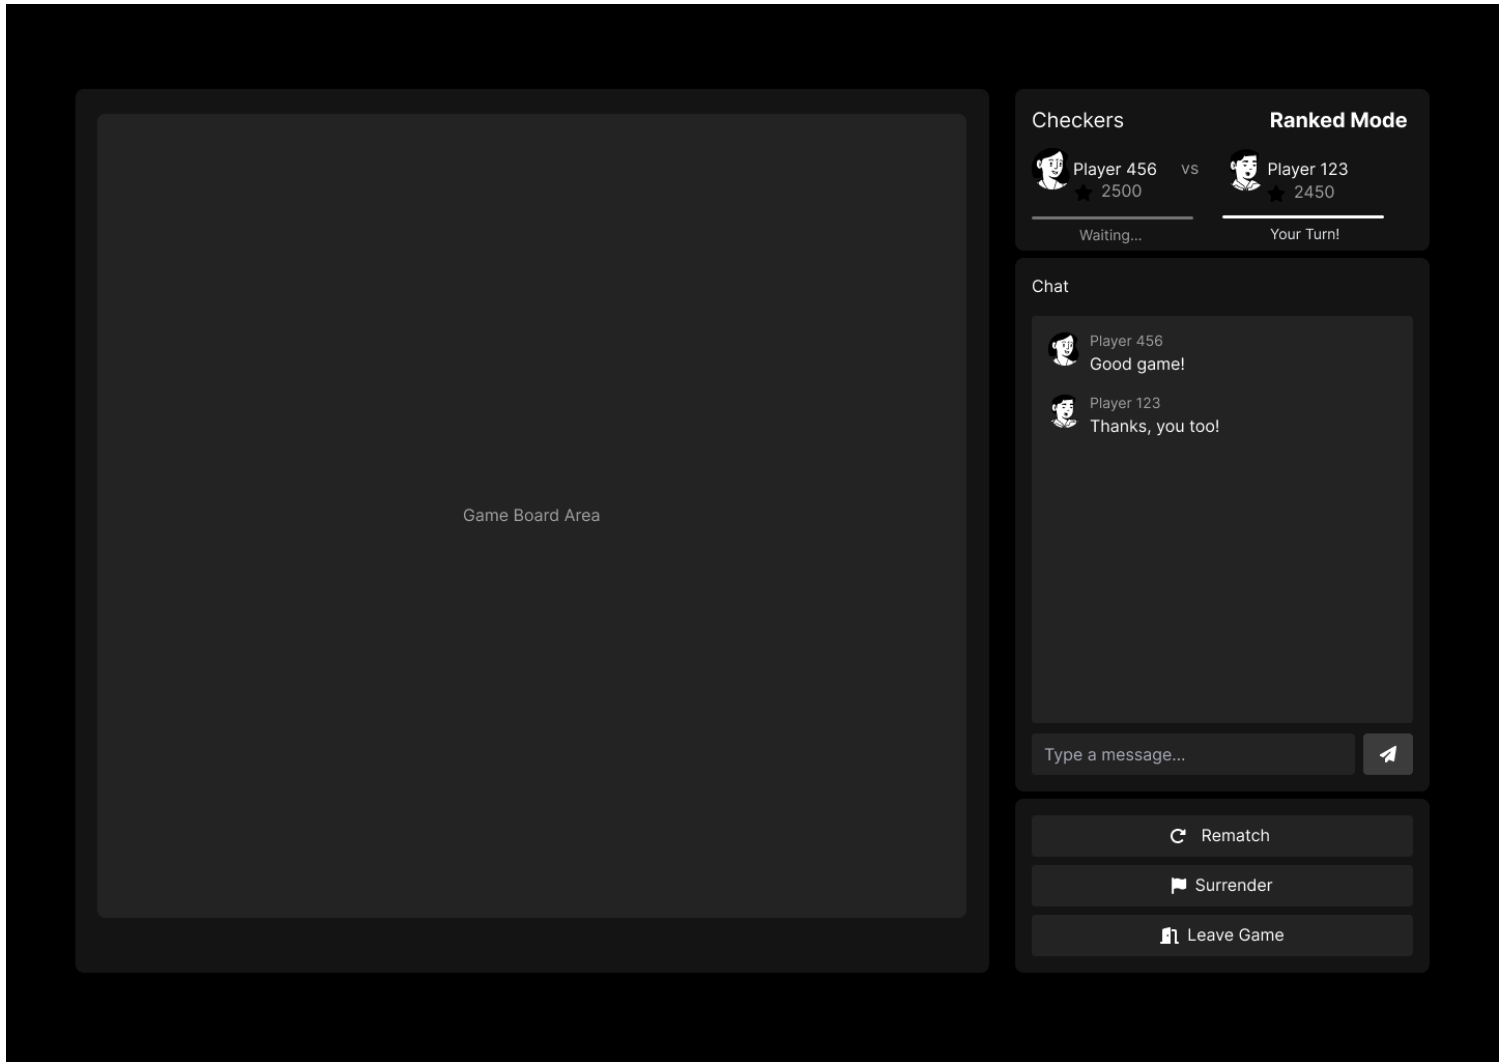 Game Board Area
Checkers
Ranked Mode
Player 456
2500
vs
Player 123
2450
Waiting...
Your Turn!
Chat
Player 456
Good game!
Player 123
Thanks, you too!
Type a message...
Rematch
Surrender
Leave Game